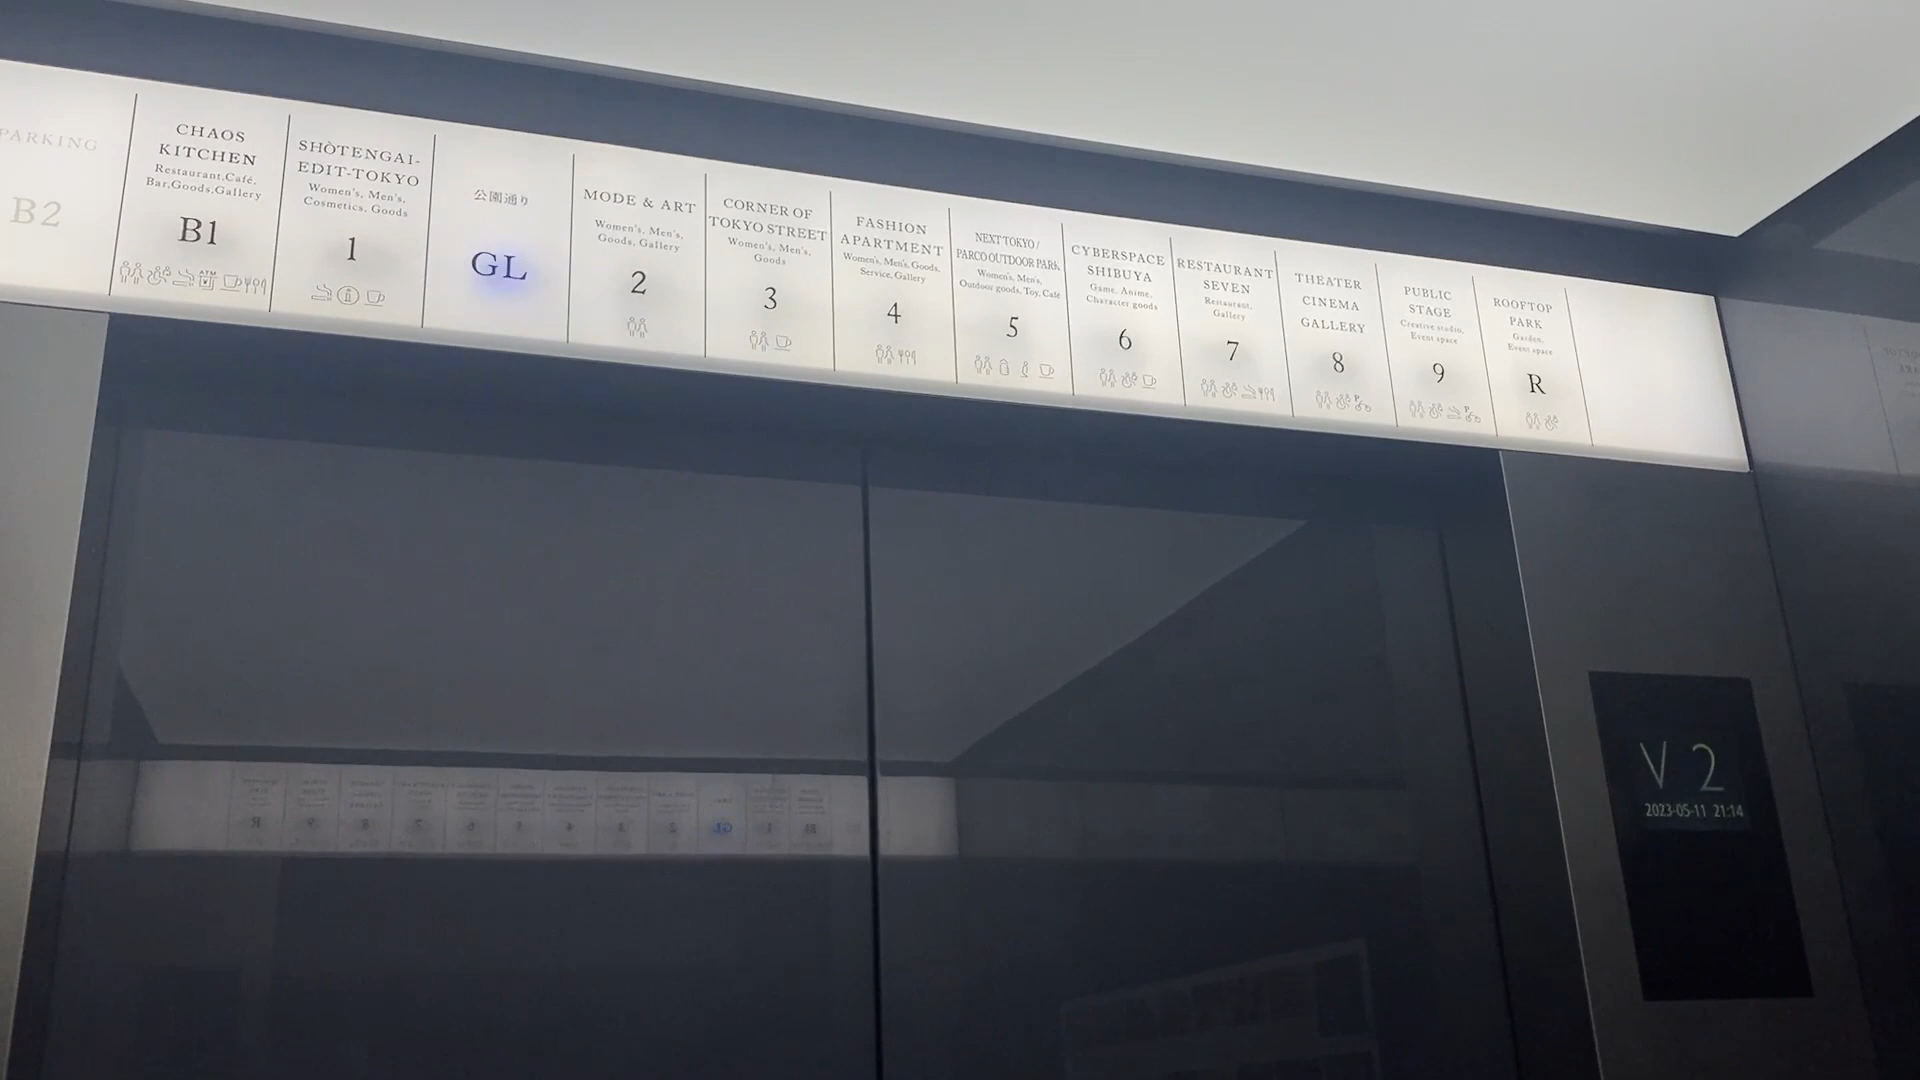 PARKING
B2
CHAOS
KITCHEN
Restaurant,Café,
Bar,Goods,Gallery
B1
ATM
SHŌTENGAI-
EDIT-TOKYO
Women's, Men's,
Cosmetics, Goods
1
公園通り
GL
MODE & ART
Women's, Men's,
Goods, Gallery
2
CORNER OF
TOKYO STREET
Women's, Men's,
Goods
3
FASHION
APARTMENT
Women's, Men's, Goods,
Service, Gallery
4
NEXT TOKYO /
PARCO OUTDOOR PARK
Women's, Men's,
Outdoor goods, Toy, Café
5
CYBERSPACE
SHIBUYA
Game, Anime,
Character goods
6
RESTAURANT
SEVEN
Restaurant,
Gallery
7
THEATER
CINEMA
GALLERY
8
P
PUBLIC
STAGE
Creative studio,
Event space
9
P
ROOFTOP
PARK
Garden,
Event space
R
V 2
2023-05-11 21:14